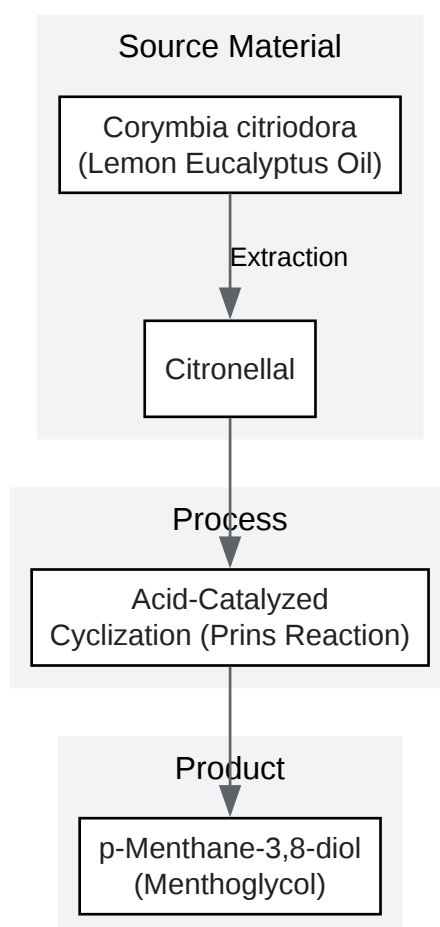 Source Material
Corymbia citriodora
(Lemon Eucalyptus Oil)
Extraction
Citronellal
Process
Acid-Catalyzed
Cyclization (Prins Reaction)
Product
p-Menthane-3,8-diol
(Menthoglycol)